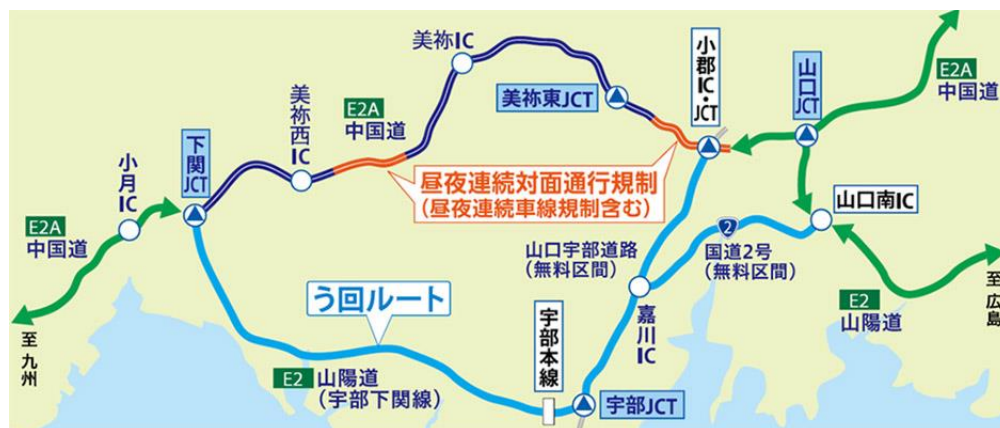 美祢IC
小郡IC・JCT
山口JCT
E2A
中国道
美祢東JCT
美祢西IC
E2A
中国道
下関JCT
小月IC
昼夜連続対面通行規制
(昼夜連続車線規制含む)
山口南IC
E2A
中国道
2
山口宇部道路
(無料区間)
国道2号
(無料区間)
う回ルート
嘉川IC
E2
山陽道
至広島
宇部本線
至九州
E2
山陽道
(宇部下関線)
宇部JCT